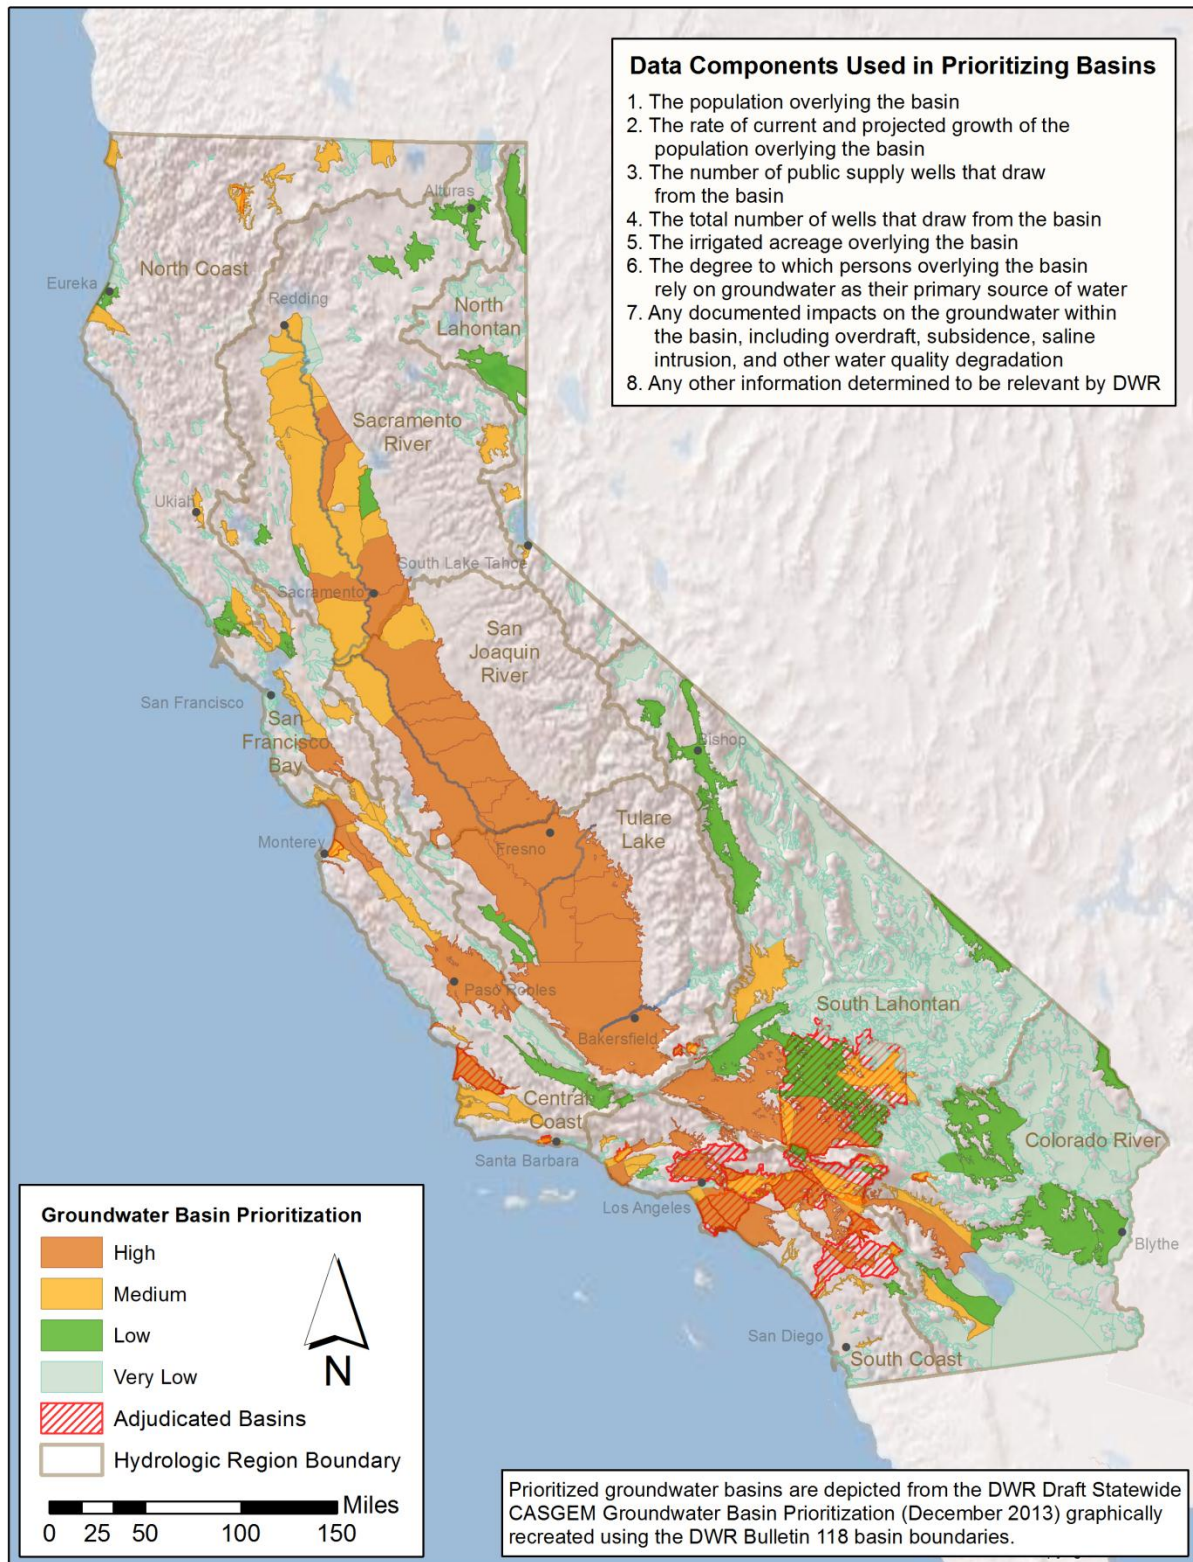 Data Components Used in Prioritizing Basins
1. The population overlying the basin
2. The rate of current and projected growth of the
population overlying the basin
3. The number of public supply wells that draw
from the basin
4. The total number of wells that draw from the basin
5. The irrigated acreage overlying the basin
6. The degree to which persons overlying the basin
rely on groundwater as their primary source of water
7. Any documented impacts on the groundwater within
the basin, including overdraft, subsidence, saline
intrusion, and other water quality degradation
8. Any other information determined to be relevant by DWR
Alturas
North Coast
Eureka
Redding
North
Lahontan
Sacramento
River
Ukiah
South Lake Tahoe
Sacramento
San
Joaquin
River
San Francisco
San
Francisco
Bay
Bishop
Tulare
Lake
Monterey
Fresno
Paso Robles
South Lahontan
Bakersfield
Central
Coast
Colorado River
Santa Barbara
Los Angeles
Blythe
San Diego
South Coast
Groundwater Basin Prioritization
High
Medium
Low
Very Low
Adjudicated Basins
Hydrologic Region Boundary
N
Miles
0 25 50 100 150
Prioritized groundwater basins are depicted from the DWR Draft Statewide
CASGEM Groundwater Basin Prioritization (December 2013) graphically
recreated using the DWR Bulletin 118 basin boundaries.